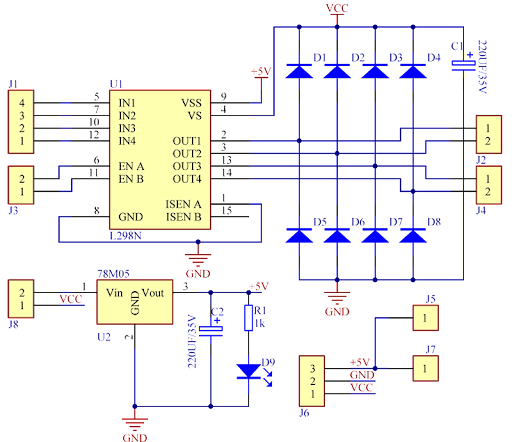 VCC
D1 D2 D3 D4 C1
220UF/35V
J1 U1 +5V
4 5 IN1 VSS 9
3 7 IN2 VS 4
2 10 IN3
1 12 IN4 OUT1 2
OUT2 3
2 6 EN A OUT3 13
1 11 EN B OUT4 14
J3
1
2
J2
1
2
J4
ISEN A 1
8 GND ISEN B 15
L298N
GND
D5 D6 D7 D8
GND
78M05
2 1 Vin Vout 3 +5V
1 VCC GND
J8
U2 2
C2
220UF/35V
R1
1k
D9
GND
J5
1
J7
3 +5V 1
2 GND
1 VCC
J6